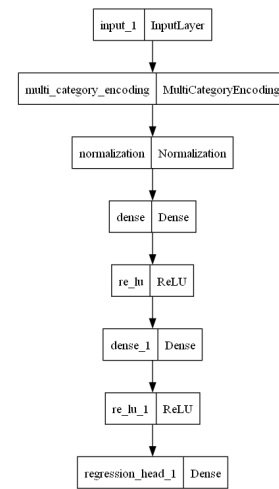 input_1 InputLayer
multi_category_encoding MultiCategoryEncoding
normalization Normalization
dense Dense
re_lu ReLU
dense_1 Dense
re_lu_1 ReLU
regression_head_1 Dense